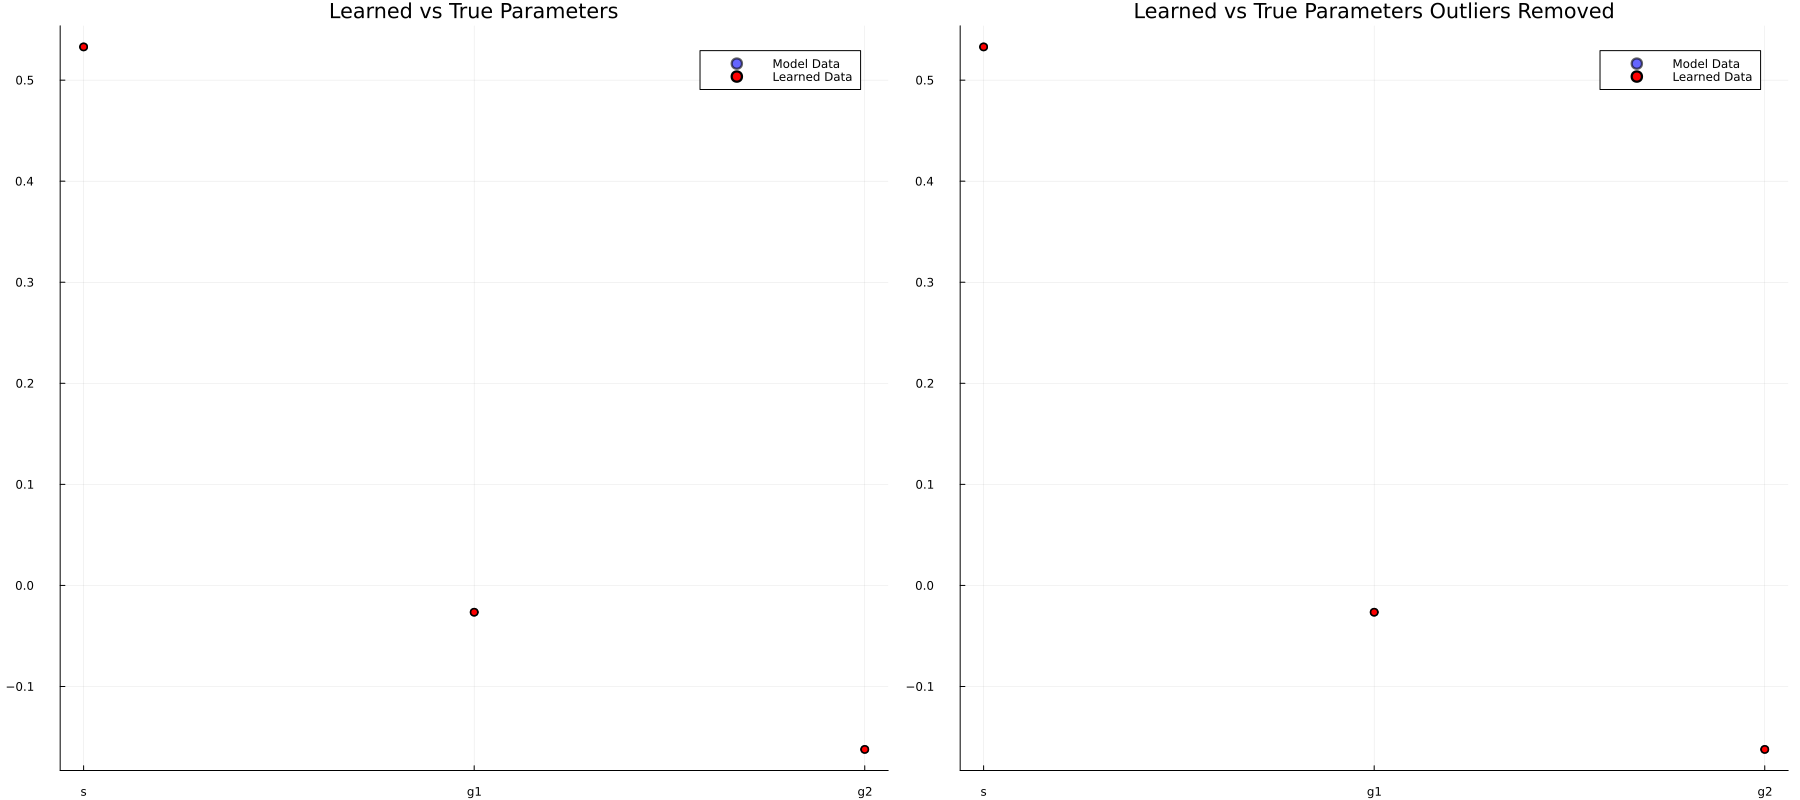 Learned vs True Parameters
Model Data
Learned Data
0.5
0.4
0.3
0.2
0.1
0.0
−0.1
s g1 g2
Learned vs True Parameters Outliers Removed
Model Data
Learned Data
0.5
0.4
0.3
0.2
0.1
0.0
−0.1
s g1 g2